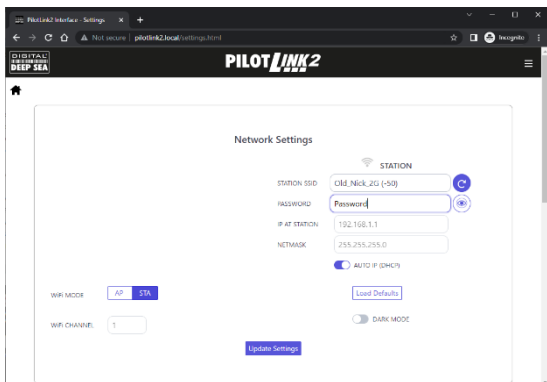 PilotLink2 Interface - Settings
Not secure | pilotlink2.local/settings.html
Incognito
DIGITAL
DEEP SEA
PILOTLINK2
Network Settings
STATION
STATION SSID
Old_Nick_2G (-50)
PASSWORD
Password
IP AT STATION
192.168.1.1
NETMASK
255.255.255.0
AUTO IP (DHCP)
WIFI MODE
AP
STA
Load Defaults
WIFI CHANNEL
1
DARK MODE
Update Settings